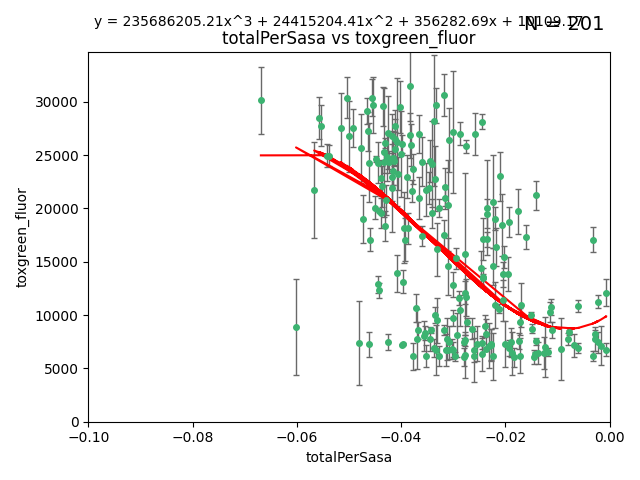 y = 235686205.21x^3 + 24415204.41x^2 + 356282.69x + 10109.17
N = 201
totalPerSasa vs toxgreen_fluor
toxgreen_fluor
30000
25000
20000
15000
10000
5000
0
−0.10 −0.08 −0.06 −0.04 −0.02 0.00
totalPerSasa